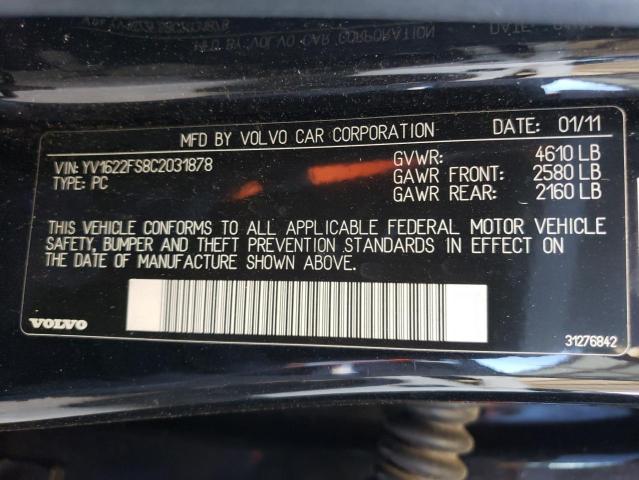 MFD BY VOLVO CAR CORPORATION DATE: 01/11
VIN: YV1622FS8C2031878
TYPE: PC
GVWR: 4610 LB
GAWR FRONT: 2580 LB
GAWR REAR: 2160 LB
THIS VEHICLE CONFORMS TO ALL APPLICABLE FEDERAL MOTOR VEHICLE
SAFETY, BUMPER AND THEFT PREVENTION STANDARDS IN EFFECT ON
THE DATE OF MANUFACTURE SHOWN ABOVE.
VOLVO
31276842